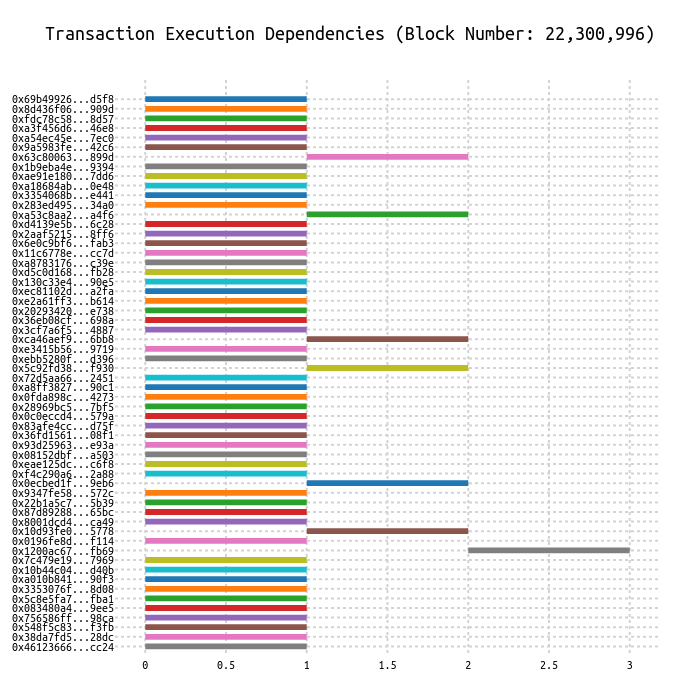 Transaction Execution Dependencies (Block Number: 22,300,996)
0x69b49926...d5f8
0x8d436f06...909d
0xfdc78c58...8d57
0xa3f456d6...46e8
0xa54ec45e...7ec0
0x9a5983fe...42c6
0x63c80063...899d
0x1b9eba4e...9394
0xae91e180...7dd6
0xa18684ab...0e48
0x3354068b...e441
0x283ed495...34a0
0xa53c8aa2...a4f6
0xd4139e5b...6c28
0x2aaf5215...8ff6
0x6e0c9bf6...fab3
0x11c6778e...cc7d
0xa8783176...c39e
0xd5c0d168...fb28
0x130c33e4...90e5
0xec81102d...a2fa
0xe2a61ff3...b614
0x20293420...e738
0x36eb08cf...698a
0x3cf7a6f5...4887
0xca46aef9...6bb8
0xe3415b56...9719
0xebb5280f...d396
0x5c92fd38...f930
0x72d5aa66...2451
0xa8ff3827...90c1
0x0fda898c...4273
0x28969bc5...7bf5
0x0c0eccd4...579a
0x83afe4cc...d75f
0x36fd1561...08f1
0x93d25963...e93a
0x08152dbf...a503
0xeae125dc...c6f8
0xf4c290a6...2a88
0x0ecbed1f...9eb6
0x9347fe58...572c
0x22b1a5c7...5b39
0x87d89288...65bc
0x8001dcd4...ca49
0x10d93fe0...5778
0x0196fe8d...f114
0x1200ac67...fb69
0x7c479e19...7969
0x10b44c04...d40b
0xa010b841...90f3
0x3353076f...8d08
0x5c8e5fa7...fba1
0x083480a4...9ee5
0x756586ff...98ca
0x548f5c83...f3fb
0x38da7fd5...28dc
0x46123666...cc24
0 0.5 1 1.5 2 2.5 3